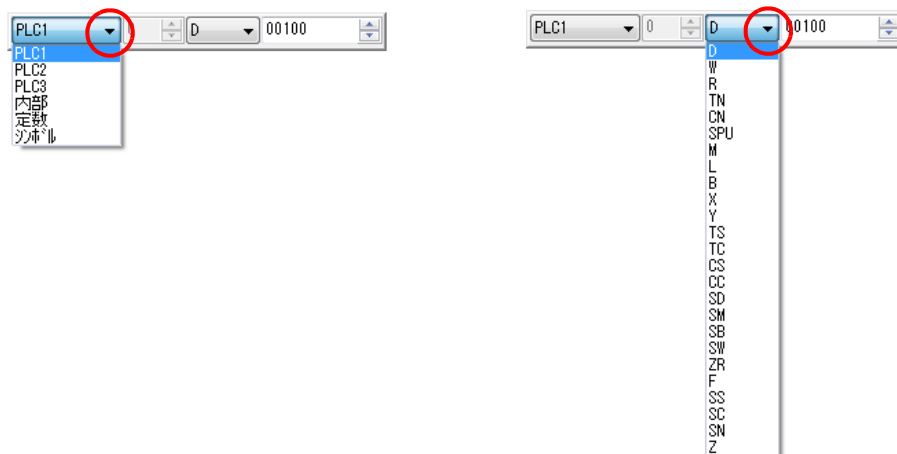 PLC1 0 D 00100
PLC1
PLC2
PLC3
内部
定数
ｼﾝﾎﾞﾙ
PLC1 0 D 00100
D
W
R
TN
CN
SPU
M
L
B
X
Y
TS
TC
CS
CC
SD
SM
SB
SW
ZR
F
SS
SC
SN
Z